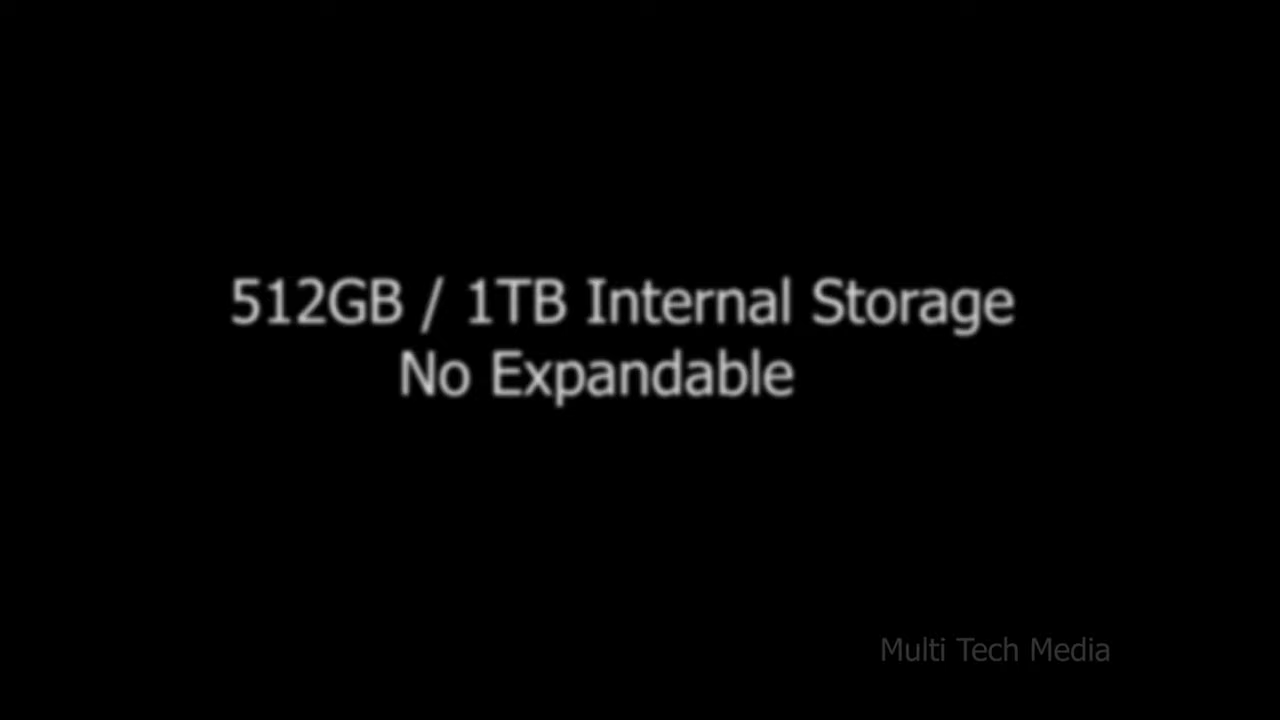 512GB / 1TB Internal Storage
No Expandable
Multi Tech Media